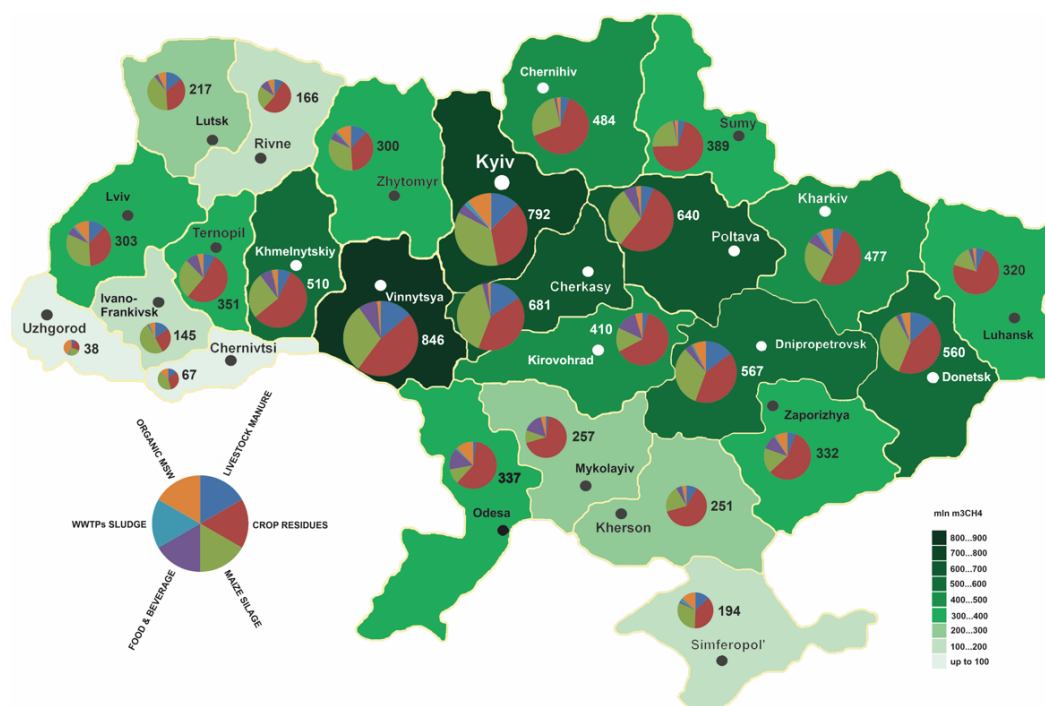 217
Lutsk
166
Rivne
300
Zhytomyr
Chernihiv
484
Sumy
389
Kyiv
792
640
Poltava
Kharkiv
477
320
Luhansk
Lviv
303
Ternopil
351
Khmelnytskiy
510
Vinnytsya
846
Cherkasy
681
410
Kirovohrad
Dnipropetrovsk
567
560
Donetsk
Uzhgorod
38
Ivano-
Frankivsk
145
Chernivtsi
67
Zaporizhya
332
257
Mykolayiv
337
Odesa
251
Kherson
194
Simferopol'
ORGANIC MSW
LIVESTOCK MANURE
WWTPs SLUDGE
CROP RESIDUES
FOOD & BEVERAGE
MAIZE SILAGE
mln m3CH4
800...900
700...800
600...700
500...600
400...500
300...400
200...300
100...200
up to 100